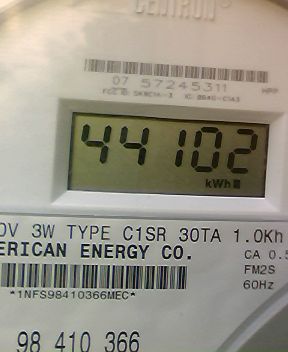 CENTRON
07 57245311
HPP
44102
kWh
0V 3W TYPE C1SR 30TA 1.0Kh
ERICAN ENERGY CO.
CA 0.5
*1NFS98410366MEC*
FM2S
60Hz
98 410 366